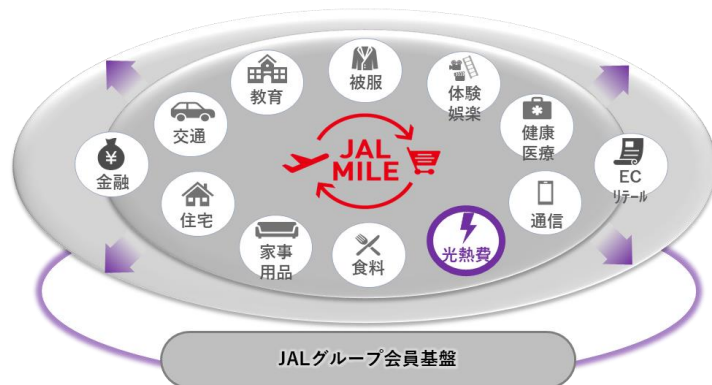 被服
教育
体験
娯楽
交通
健康
医療
JAL
MILE
¥
金融
EC
リテール
住宅
通信
家事
用品
食料
光熱費
JALグループ会員基盤